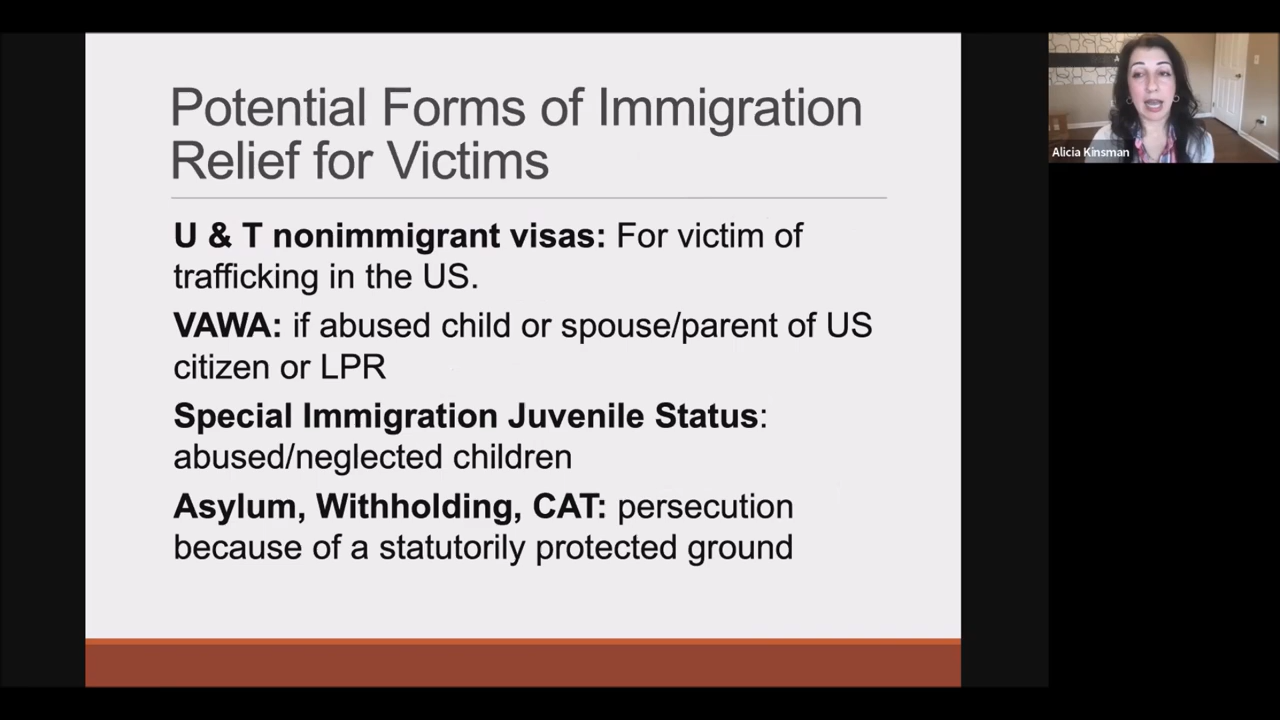 Potential Forms of Immigration
Relief for Victims
U & T nonimmigrant visas: For victim of
trafficking in the US.
VAWA: if abused child or spouse/parent of US
citizen or LPR
Special Immigration Juvenile Status:
abused/neglected children
Asylum, Withholding, CAT: persecution
because of a statutorily protected ground
Alicia Kinsman